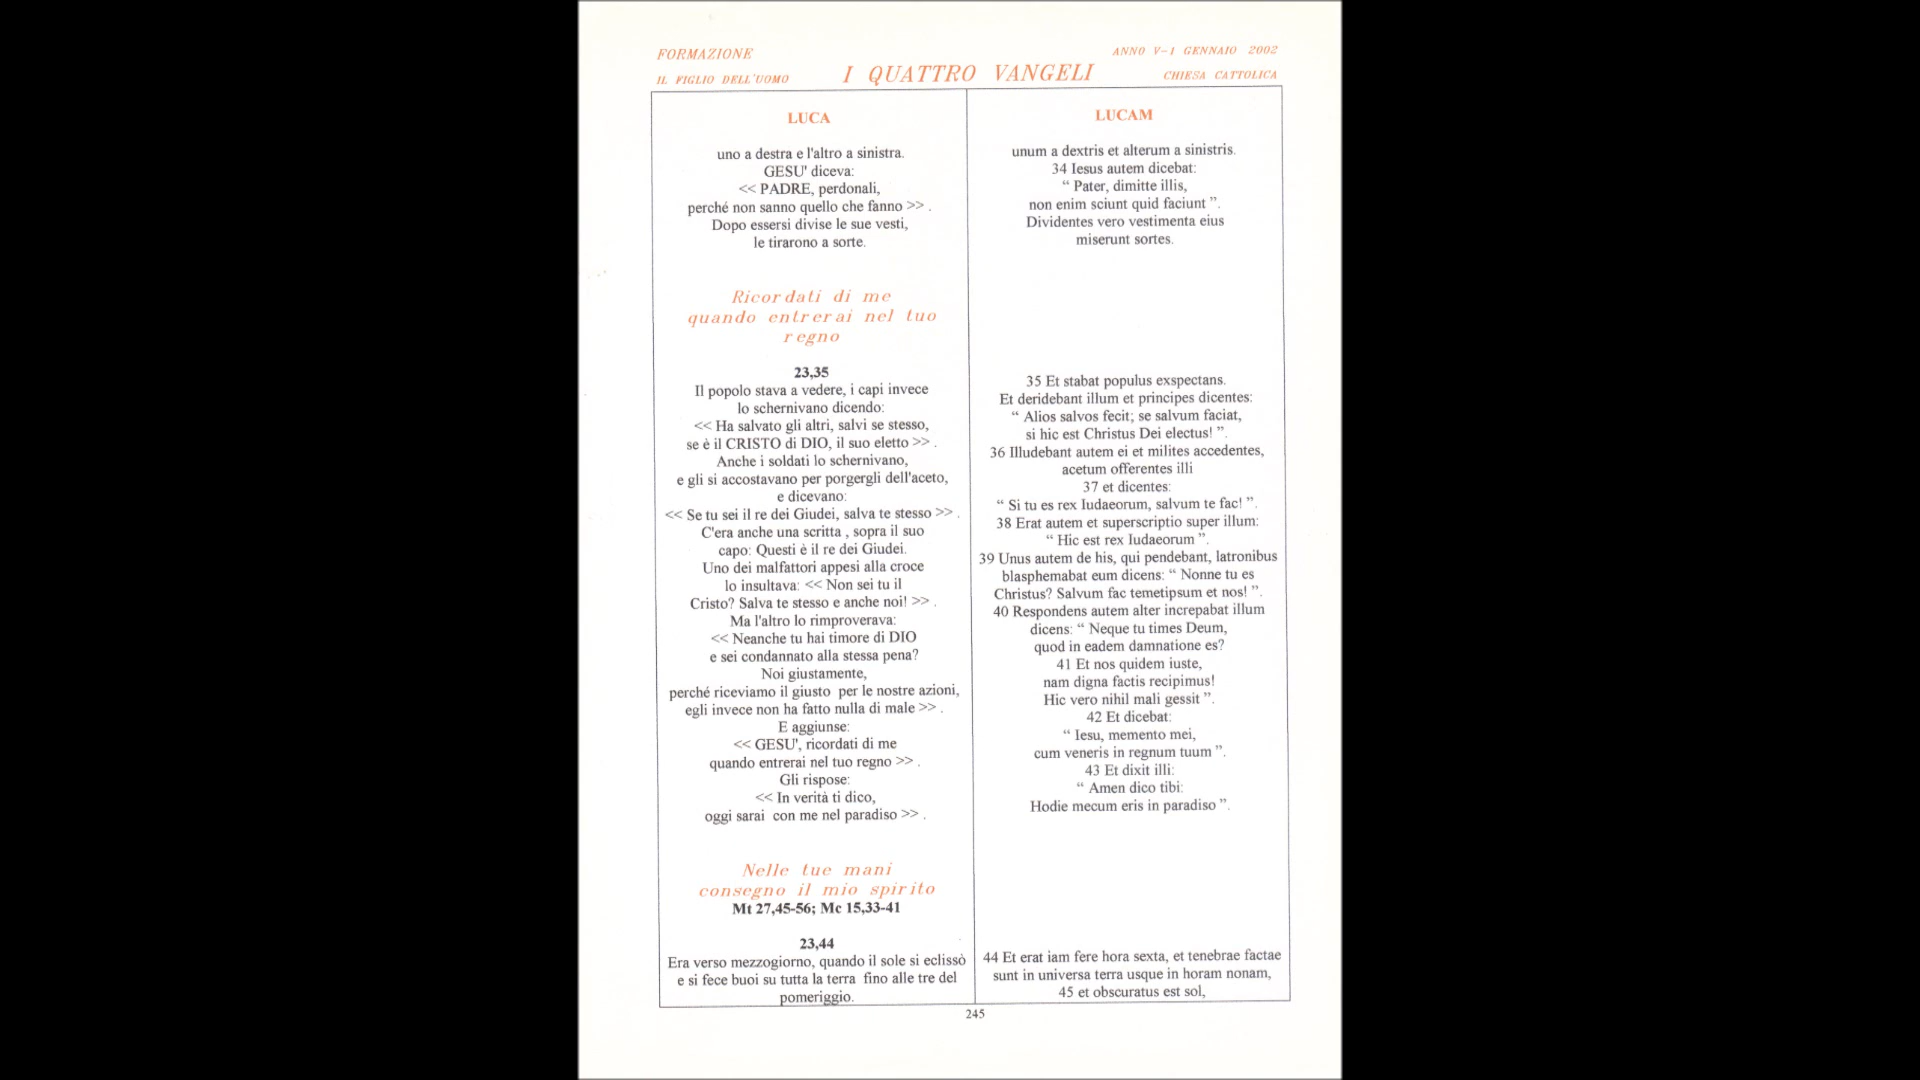 FORMAZIONE
ANNO V-1 GENNAIO 2002
IL FIGLIO DELL'UOMO
I QUATTRO VANGELI
CHIESA CATTOLICA
LUCA
uno a destra e l'altro a sinistra.
GESU' diceva:
<< PADRE, perdonali,
perché non sanno quello che fanno >> .
Dopo essersi divise le sue vesti,
le tirarono a sorte.
Ricordati di me
quando entrerai nel tuo
regno
23,35
Il popolo stava a vedere, i capi invece
lo schernivano dicendo:
<< Ha salvato gli altri, salvi se stesso,
se è il CRISTO di DIO, il suo eletto >> .
Anche i soldati lo schernivano,
e gli si accostavano per porgergli dell'aceto,
e dicevano:
<< Se tu sei il re dei Giudei, salva te stesso >> .
C'era anche una scritta , sopra il suo
capo: Questi è il re dei Giudei.
Uno dei malfattori appesi alla croce
lo insultava: << Non sei tu il
Cristo? Salva te stesso e anche noi! >> .
Ma l'altro lo rimproverava:
<< Neanche tu hai timore di DIO
e sei condannato alla stessa pena?
Noi giustamente,
perché riceviamo il giusto per le nostre azioni,
egli invece non ha fatto nulla di male >> .
E aggiunse:
<< GESU', ricordati di me
quando entrerai nel tuo regno >> .
Gli rispose:
<< In verità ti dico,
oggi sarai con me nel paradiso >> .
Nelle tue mani
consegno il mio spirito
Mt 27,45-56; Mc 15,33-41
23,44
Era verso mezzogiorno, quando il sole si eclissò
e si fece buoi su tutta la terra fino alle tre del
pomeriggio.
LUCAM
unum a dextris et alterum a sinistris.
34 Iesus autem dicebat:
“ Pater, dimitte illis,
non enim sciunt quid faciunt ”.
Dividentes vero vestimenta eius
miserunt sortes.
35 Et stabat populus exspectans.
Et deridebant illum et principes dicentes:
“ Alios salvos fecit; se salvum faciat,
si hic est Christus Dei electus! ”.
36 Illudebant autem ei et milites accedentes,
acetum offerentes illi
37 et dicentes:
“ Si tu es rex Iudaeorum, salvum te fac! ”.
38 Erat autem et superscriptio super illum:
“ Hic est rex Iudaeorum ”.
39 Unus autem de his, qui pendebant, latronibus
blasphemabat eum dicens: “ Nonne tu es
Christus? Salvum fac temetipsum et nos! ”.
40 Respondens autem alter increpabat illum
dicens: “ Neque tu times Deum,
quod in eadem damnatione es?
41 Et nos quidem iuste,
nam digna factis recipimus!
Hic vero nihil mali gessit ”.
42 Et dicebat:
“ Iesu, memento mei,
cum veneris in regnum tuum ”.
43 Et dixit illi:
“ Amen dico tibi:
Hodie mecum eris in paradiso ”.
44 Et erat iam fere hora sexta, et tenebrae factae
sunt in universa terra usque in horam nonam,
45 et obscuratus est sol,
245